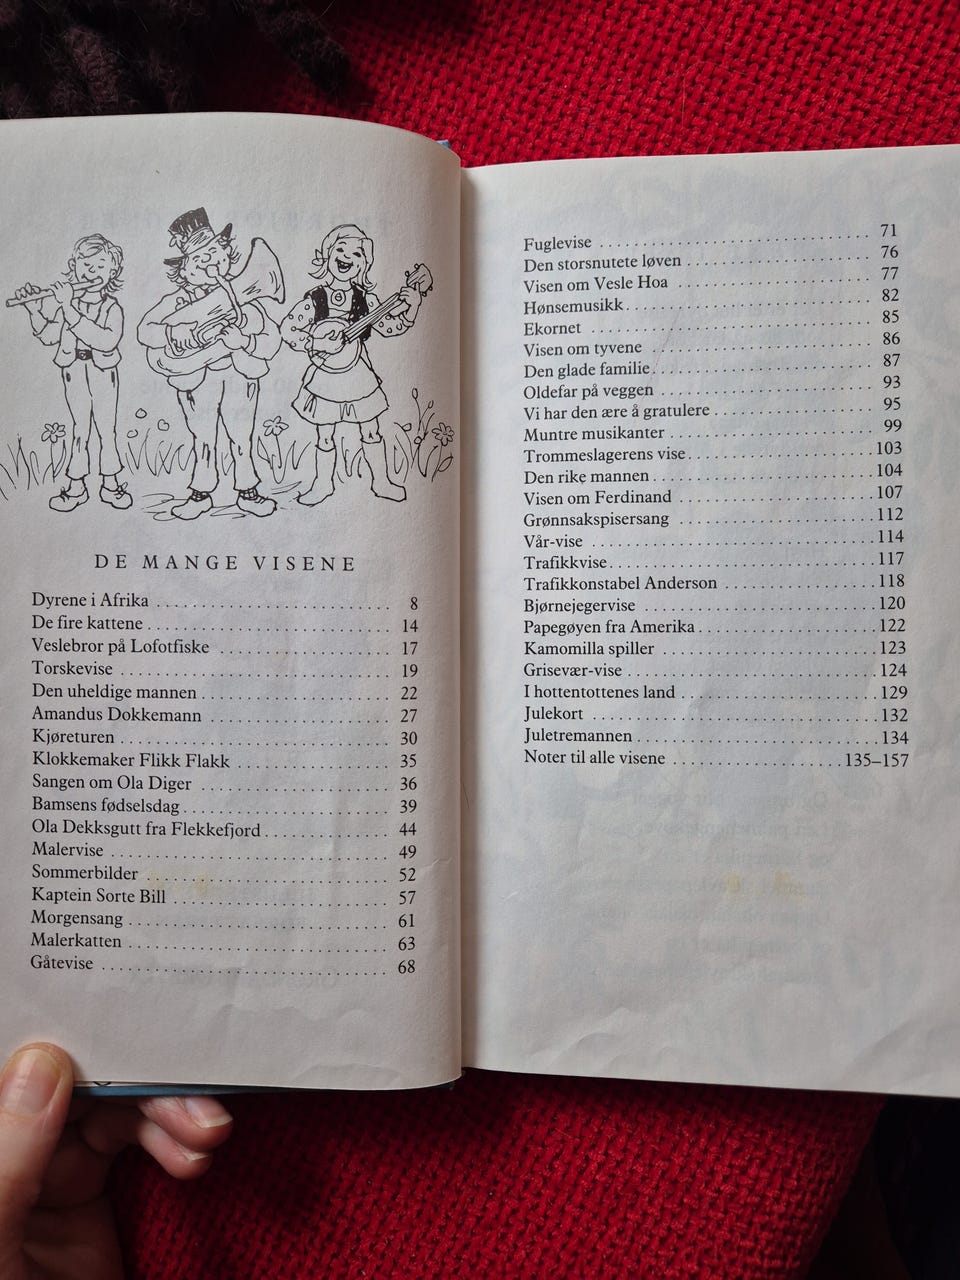 DE MANGE VISENE
Dyrene i Afrika . . . . . . . . . . . . . . . . . . . . . . . . . . . . 8
De fire kattene . . . . . . . . . . . . . . . . . . . . . . . . . . . . 14
Veslebror på Lofotfiske . . . . . . . . . . . . . . . . . . . . 17
Torskevise . . . . . . . . . . . . . . . . . . . . . . . . . . . . . . . . 19
Den uheldige mannen . . . . . . . . . . . . . . . . . . . . . . 22
Amandus Dokkemann . . . . . . . . . . . . . . . . . . . . . . 27
Kjøreturen . . . . . . . . . . . . . . . . . . . . . . . . . . . . . . . . 30
Klokkemaker Flikk Flakk . . . . . . . . . . . . . . . . . . . 35
Sangen om Ola Diger . . . . . . . . . . . . . . . . . . . . . . . 36
Bamsens fødselsdag . . . . . . . . . . . . . . . . . . . . . . . . 39
Ola Dekksgutt fra Flekkefjord . . . . . . . . . . . . . . . 44
Malervise . . . . . . . . . . . . . . . . . . . . . . . . . . . . . . . . . 49
Sommerbilder . . . . . . . . . . . . . . . . . . . . . . . . . . . . . 52
Kaptein Sorte Bill . . . . . . . . . . . . . . . . . . . . . . . . . . 57
Morgensang . . . . . . . . . . . . . . . . . . . . . . . . . . . . . . . 61
Malerkatten . . . . . . . . . . . . . . . . . . . . . . . . . . . . . . . 63
Gåtevise . . . . . . . . . . . . . . . . . . . . . . . . . . . . . . . . . . 68
Fuglevise . . . . . . . . . . . . . . . . . . . . . . . . . . . . . . . . . 71
Den storsnutete løven . . . . . . . . . . . . . . . . . . . . . . 76
Visen om Vesle Hoa . . . . . . . . . . . . . . . . . . . . . . . . 77
Hønsemusikk . . . . . . . . . . . . . . . . . . . . . . . . . . . . . . 82
Ekornet . . . . . . . . . . . . . . . . . . . . . . . . . . . . . . . . . . . 85
Visen om tyvene . . . . . . . . . . . . . . . . . . . . . . . . . . . 86
Den glade familie . . . . . . . . . . . . . . . . . . . . . . . . . . 87
Oldefar på veggen . . . . . . . . . . . . . . . . . . . . . . . . . . 93
Vi har den ære å gratulere . . . . . . . . . . . . . . . . . . . 95
Muntre musikanter . . . . . . . . . . . . . . . . . . . . . . . . . 99
Trommeslagerens vise . . . . . . . . . . . . . . . . . . . . . . 103
Den rike mannen . . . . . . . . . . . . . . . . . . . . . . . . . . . 104
Visen om Ferdinand . . . . . . . . . . . . . . . . . . . . . . . . 107
Grønnsakspisersang . . . . . . . . . . . . . . . . . . . . . . . . 112
Vår-vise . . . . . . . . . . . . . . . . . . . . . . . . . . . . . . . . . . 114
Trafikkvise . . . . . . . . . . . . . . . . . . . . . . . . . . . . . . . . 117
Trafikkonstabel Anderson . . . . . . . . . . . . . . . . . . . 118
Bjørnejegervise . . . . . . . . . . . . . . . . . . . . . . . . . . . . 120
Papegøyen fra Amerika . . . . . . . . . . . . . . . . . . . . . 122
Kamomilla spiller . . . . . . . . . . . . . . . . . . . . . . . . . . 123
Grisevær-vise . . . . . . . . . . . . . . . . . . . . . . . . . . . . . . 124
I hottentottenes land . . . . . . . . . . . . . . . . . . . . . . . . 129
Julekort . . . . . . . . . . . . . . . . . . . . . . . . . . . . . . . . . . . 132
Juletremannen . . . . . . . . . . . . . . . . . . . . . . . . . . . . . 134
Noter til alle visene . . . . . . . . . . . . . . . . . . . . 135–157